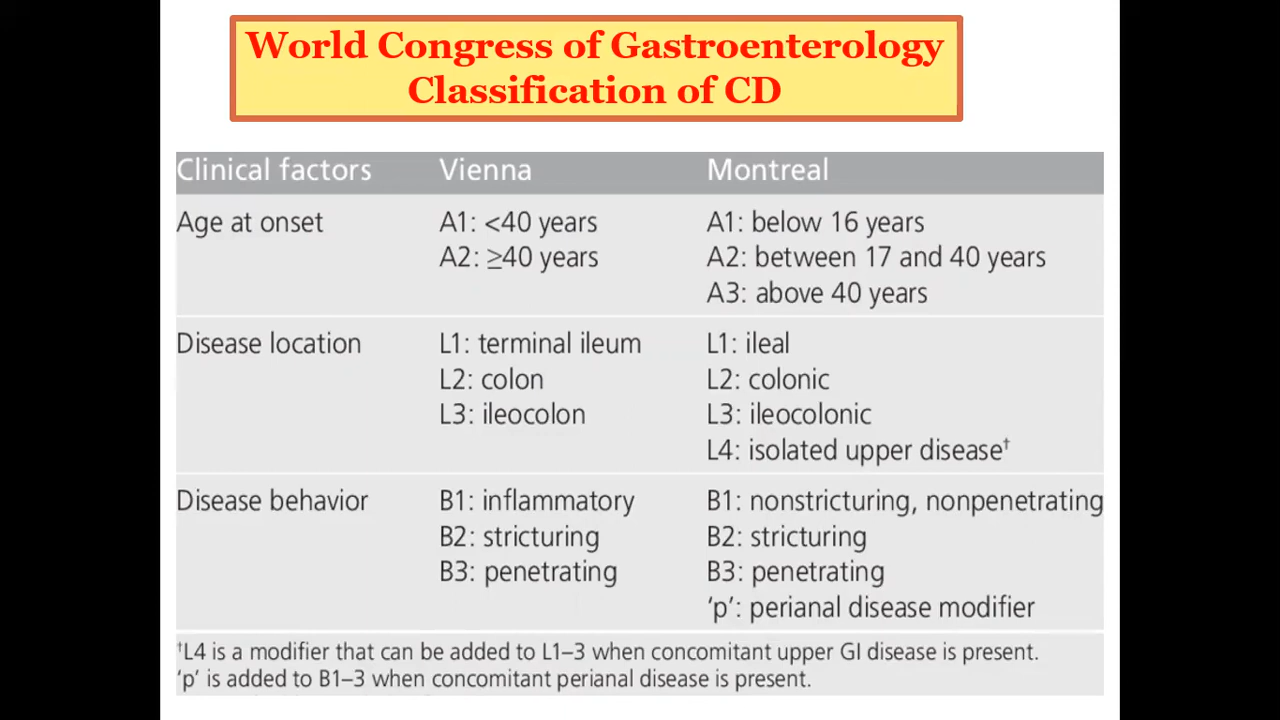 World Congress of Gastroenterology
Classification of CD
Clinical factors Vienna Montreal
Age at onset A1: <40 years A1: below 16 years
A2: ≥40 years A2: between 17 and 40 years
A3: above 40 years
Disease location L1: terminal ileum L1: ileal
L2: colon L2: colonic
L3: ileocolon L3: ileocolonic
L4: isolated upper disease†
Disease behavior B1: inflammatory B1: nonstricturing, nonpenetrating
B2: stricturing B2: stricturing
B3: penetrating B3: penetrating
‘p’: perianal disease modifier
†L4 is a modifier that can be added to L1–3 when concomitant upper GI disease is present.
‘p’ is added to B1–3 when concomitant perianal disease is present.